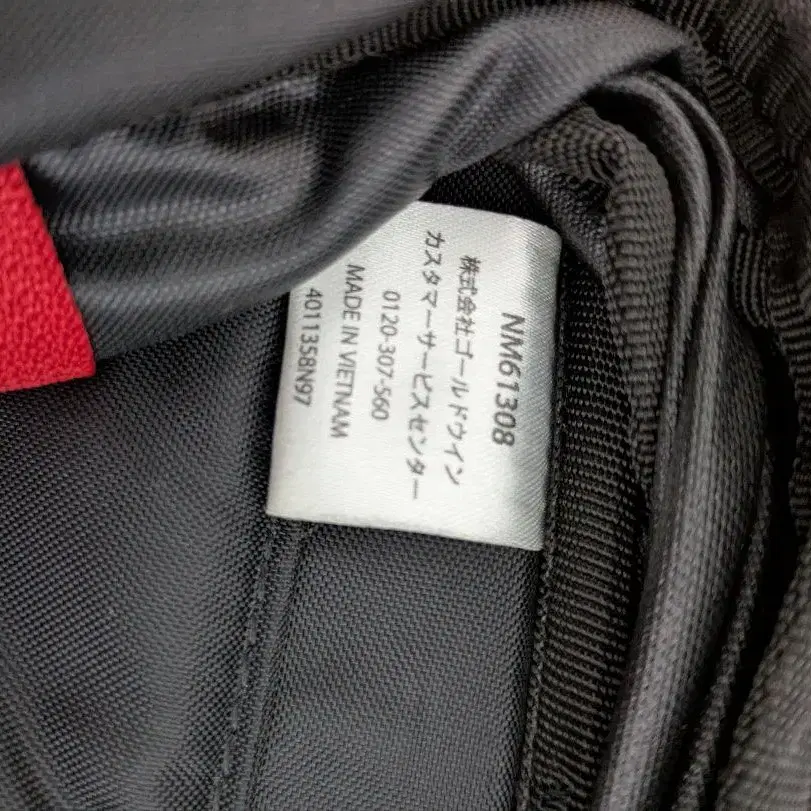 NM61308
株式会社ゴールドウイン
カスタマーサービスセンター
0120-307-560
MADE IN VIETNAM
4011358N97